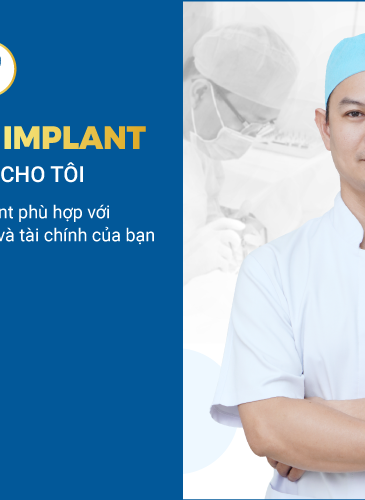 IMPLANT
CHO TÔI
nt phù hợp với
và tài chính của bạn